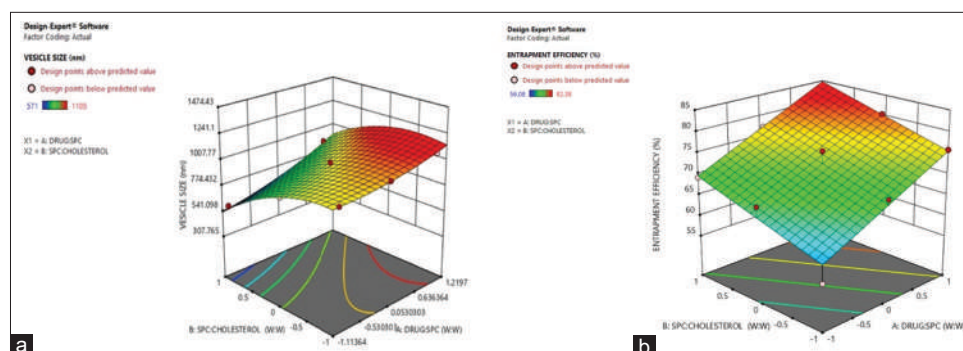 Design-Expert® Software
Factor Coding: Actual
VESICLE SIZE (nm)
Design points above predicted value
Design points below predicted value
571 1105
X1 = A: DRUG:SPC
X2 = B: SPC:CHOLESTEROL
1474.43
1241.1
1007.77
774.432
541.098
307.765
VESICLE SIZE (nm)
1
0.5
0
-0.5
-1
B: SPC:CHOLESTEROL (W:W)
1.2197
0.636364
0.0530303
-0.530303
-1.11364
A: DRUG:SPC (W:W)
a
Design-Expert® Software
Factor Coding: Actual
ENTRAPMENT EFFICIENCY (%)
Design points above predicted value
Design points below predicted value
X1 = A: DRUG:SPC
X2 = B: SPC:CHOLESTEROL
85
80
75
70
65
60
55
ENTRAPMENT EFFICIENCY (%)
1
0.5
0
-0.5
-1
B: SPC:CHOLESTEROL (W:W)
1
0.5
0
-0.5
-1
A: DRUG:SPC (W:W)
b